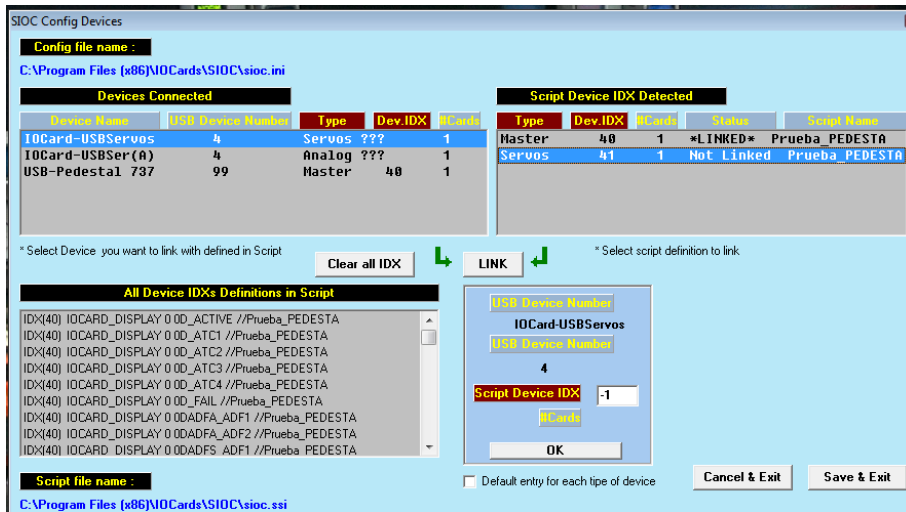 SIOC Config Devices
Config file name :
C:\Program Files (x86)\IOCards\SIOC\sioc.ini
Devices Connected
Device Name USB Device Number Type Dev.IDX #Cards
IOCard-USBServos 4 Servos ??? 1
IOCard-USBSer(A) 4 Analog ??? 1
USB-Pedestal 737 99 Master 40 1
Script Device IDX Detected
Type Dev.IDX #Cards Status Script Name
Master 40 1 *LINKED* Prueba_PEDESTA
Servos 41 1 Not Linked Prueba_PEDESTA
* Select Device you want to link with defined in Script
Clear all IDX
LINK
* Select script definition to link
All Device IDXs Definitions in Script
IDX(40) IOCARD_DISPLAY 0 0D_ACTIVE //Prueba_PEDESTA
IDX(40) IOCARD_DISPLAY 0 0D_ATC1 //Prueba_PEDESTA
IDX(40) IOCARD_DISPLAY 0 0D_ATC2 //Prueba_PEDESTA
IDX(40) IOCARD_DISPLAY 0 0D_ATC3 //Prueba_PEDESTA
IDX(40) IOCARD_DISPLAY 0 0D_ATC4 //Prueba_PEDESTA
IDX(40) IOCARD_DISPLAY 0 0D_FAIL //Prueba_PEDESTA
IDX(40) IOCARD_DISPLAY 0 0DADFA_ADF1 //Prueba_PEDESTA
IDX(40) IOCARD_DISPLAY 0 0DADFA_ADF2 //Prueba_PEDESTA
IDX(40) IOCARD_DISPLAY 0 0DADFS_ADF1 //Prueba_PEDESTA
USB Device Number
IOCard-USBServos
USB Device Number
4
Script Device IDX -1
#Cards
OK
Default entry for each tipe of device
Cancel & Exit
Save & Exit
Script file name :
C:\Program Files (x86)\IOCards\SIOC\sioc.ssi